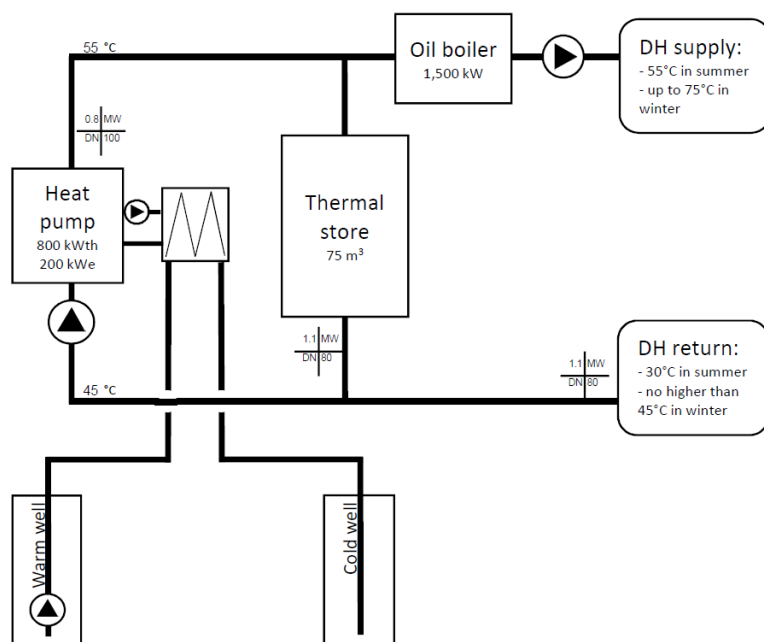 55 °C
Oil boiler
1,500 kW
DH supply:
- 55°C in summer
- up to 75°C in
winter
0.8 MW
DN 100
Heat
pump
800 kWth
200 kWe
Thermal
store
75 m³
1.1 MW
DN 80
1.1 MW
DN 80
DH return:
- 30°C in summer
- no higher than
45°C in winter
45 °C
Warm well
Cold well